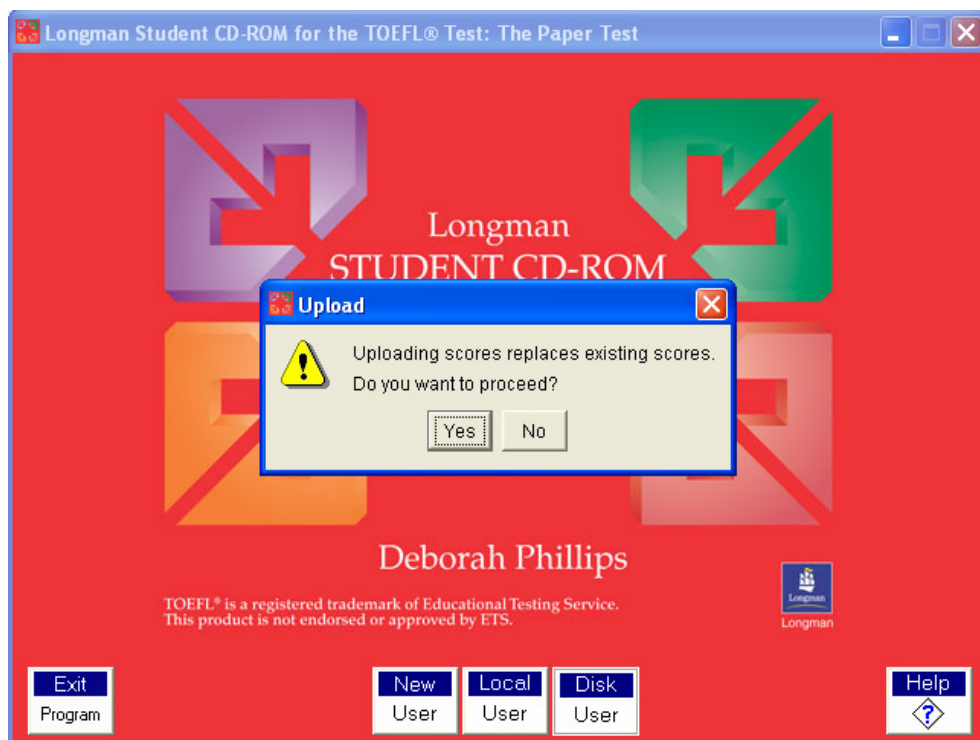 Longman Student CD-ROM for the TOEFL® Test: The Paper Test
Longman
STUDENT CD-ROM
Upload
Uploading scores replaces existing scores.
Do you want to proceed?
Yes No
Deborah Phillips
TOEFL® is a registered trademark of Educational Testing Service.
This product is not endorsed or approved by ETS.
Longman
Longman
Exit
Program
New
User
Local
User
Disk
User
Help
?